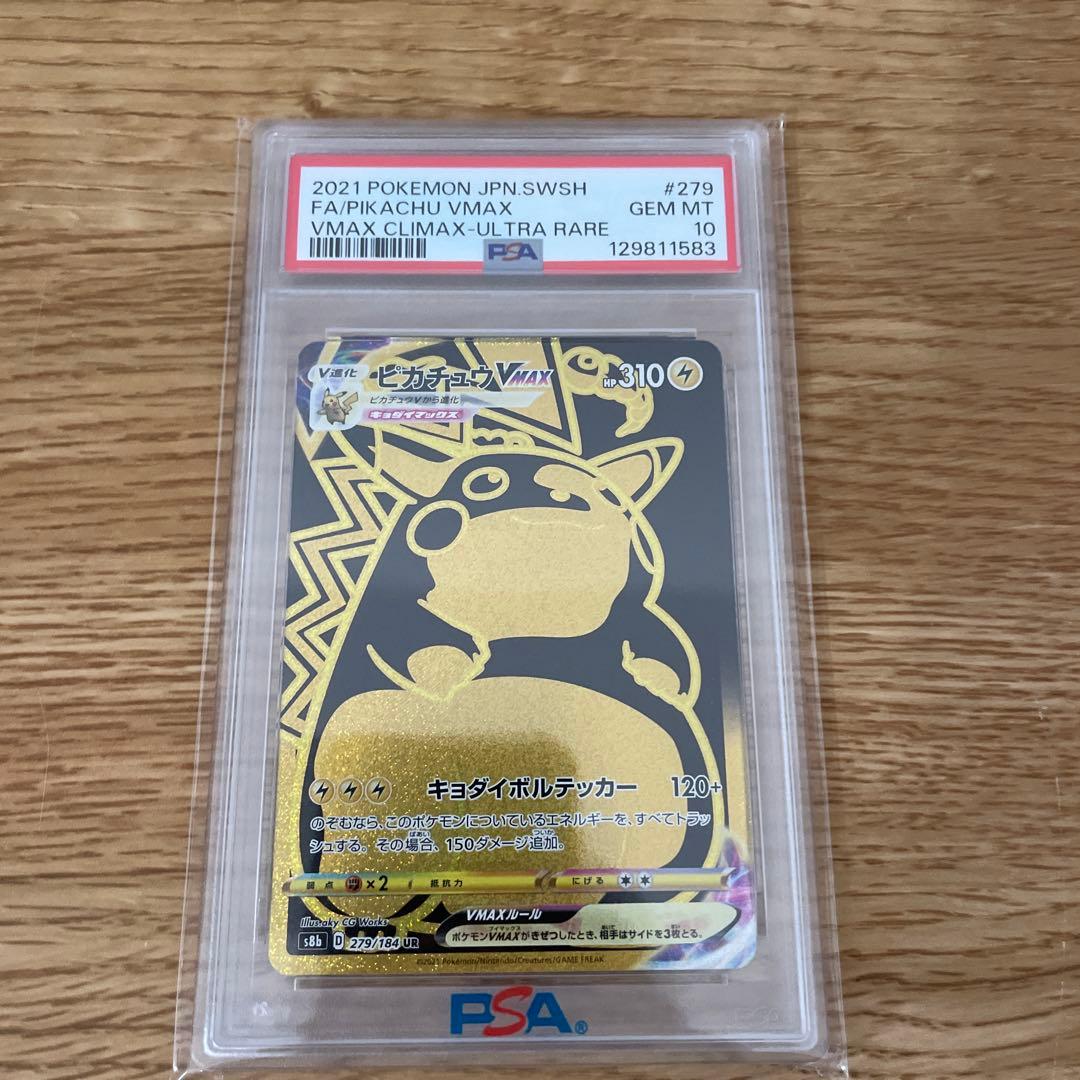 2021 POKEMON JPN.SWSH #279
FA/PIKACHU VMAX GEM MT
VMAX CLIMAX-ULTRA RARE 10
PSA 129811583
V進化 ピカチュウVMAX HP310
ピカチュウVから進化
キョダイマックス
キョダイボルテッカー 120+
のぞむなら、このポケモンについているエネルギーを、すべてトラッ
シュする。その場合、150ダメージ追加。
弱点 ×2 抵抗力 にげる
Illus.aky CG Works
VMAXルール
ポケモンVMAXがきぜつしたとき、相手はサイドを3枚とる。
s8b D 279/184 UR
©2021 Pokémon/Nintendo/Creatures/GAME FREAK
PSA®